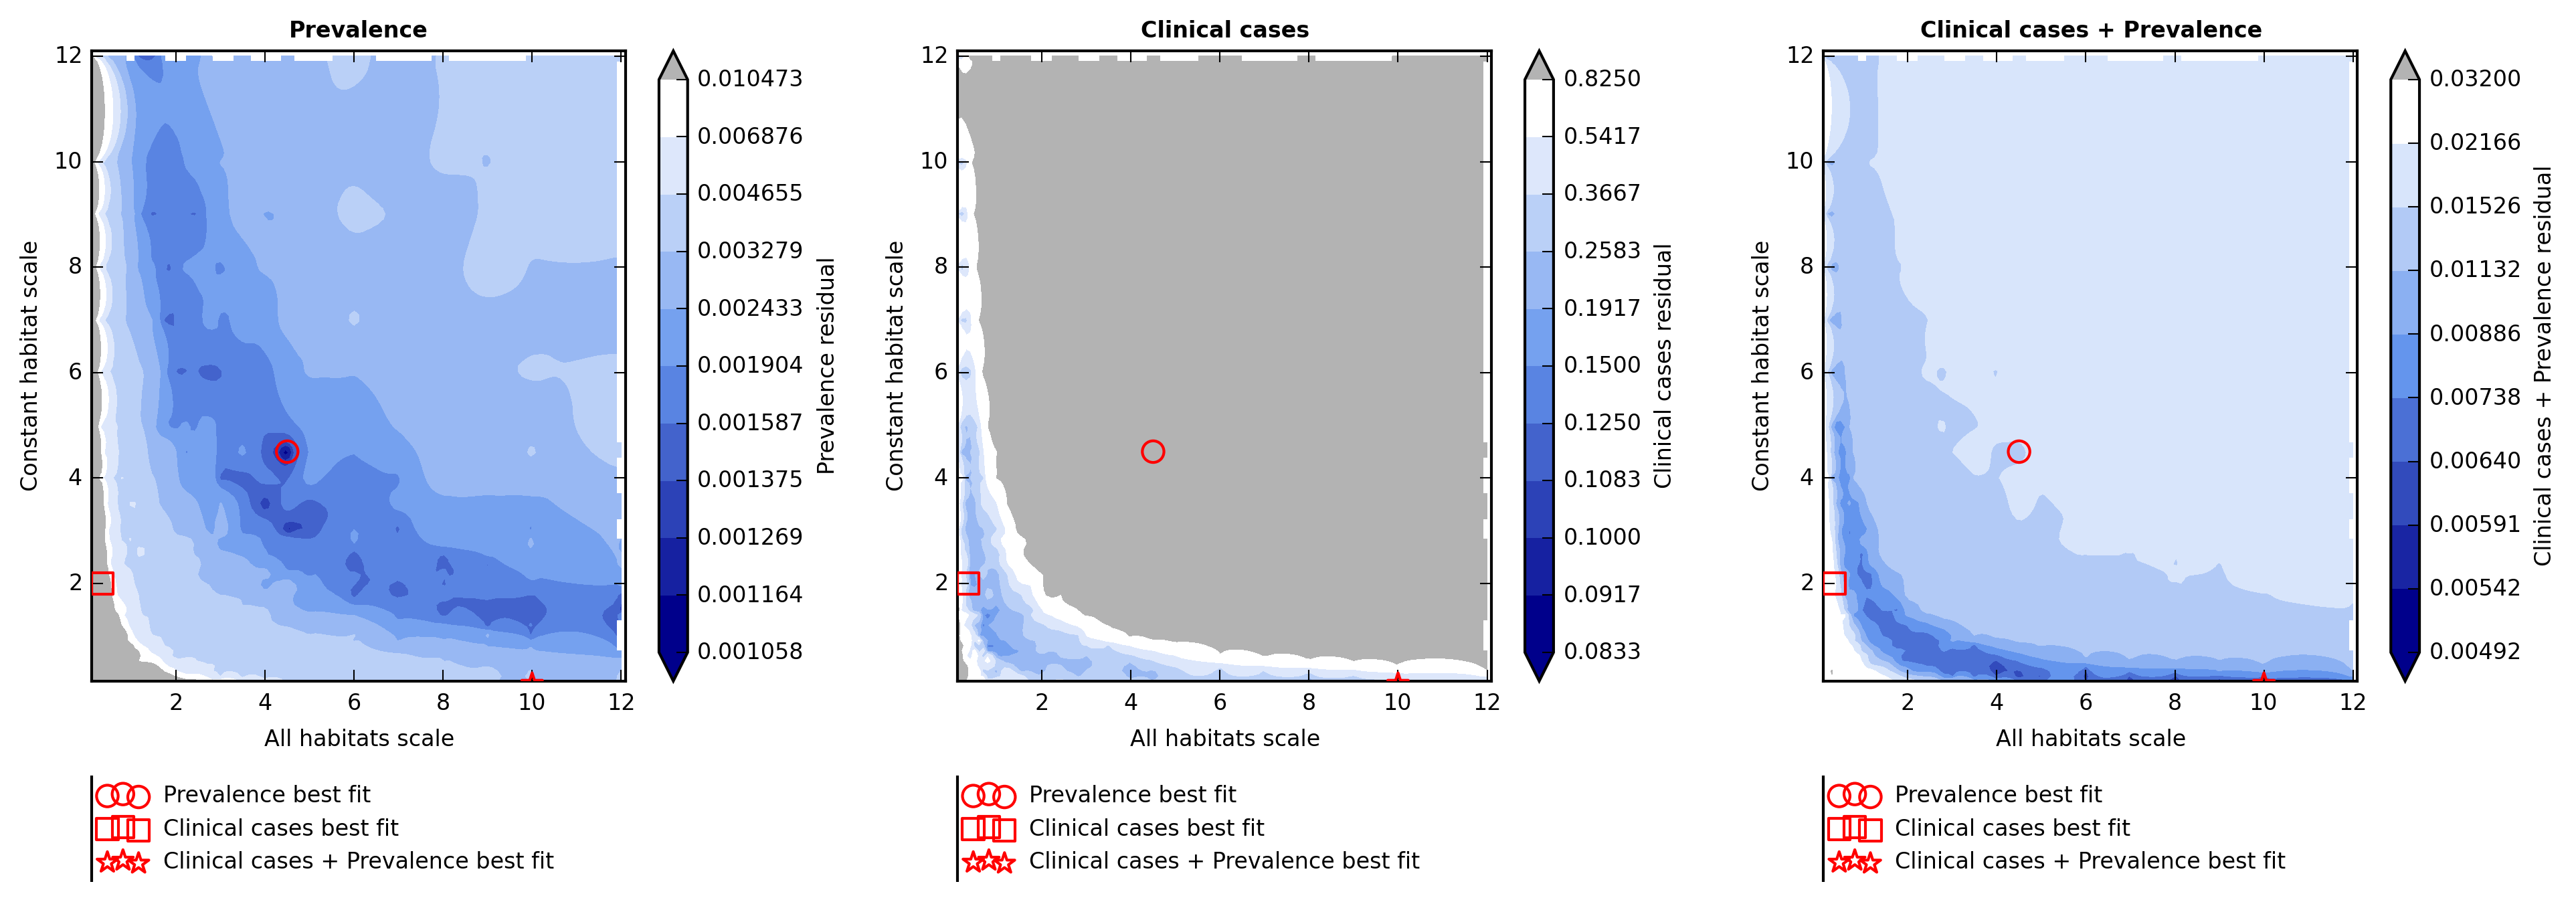 Prevalence
Clinical cases
Clinical cases + Prevalence
12
10
8
6
4
2
2 4 6 8 10 12
Constant habitat scale
All habitats scale
0.010473
0.006876
0.004655
0.003279
0.002433
0.001904
0.001587
0.001375
0.001269
0.001164
0.001058
Prevalence residual
12
10
8
6
4
2
2 4 6 8 10 12
Constant habitat scale
All habitats scale
0.8250
0.5417
0.3667
0.2583
0.1917
0.1500
0.1250
0.1083
0.1000
0.0917
0.0833
Clinical cases residual
12
10
8
6
4
2
2 4 6 8 10 12
Constant habitat scale
All habitats scale
0.03200
0.02166
0.01526
0.01132
0.00886
0.00738
0.00640
0.00591
0.00542
0.00492
Clinical cases + Prevalence residual
Prevalence best fit
Clinical cases best fit
Clinical cases + Prevalence best fit
Prevalence best fit
Clinical cases best fit
Clinical cases + Prevalence best fit
Prevalence best fit
Clinical cases best fit
Clinical cases + Prevalence best fit